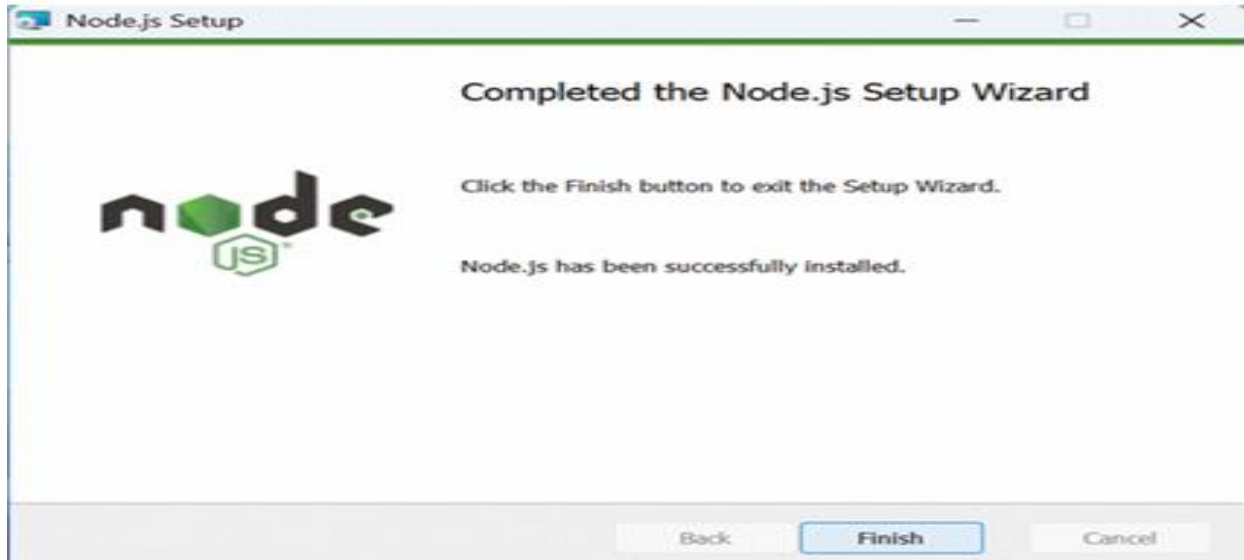 Node.js Setup
Completed the Node.js Setup Wizard
node
JS
Click the Finish button to exit the Setup Wizard.
Node.js has been successfully installed.
Back
Finish
Cancel